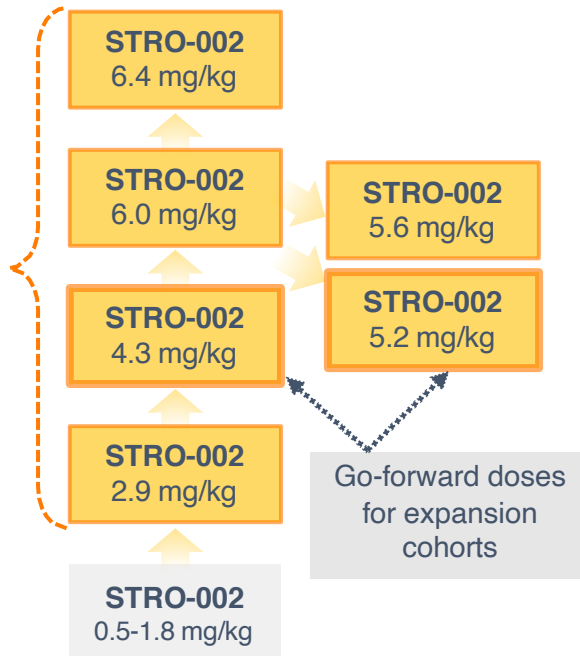 STRO-002
6.4 mg/kg
STRO-002
6.0 mg/kg
STRO-002
5.6 mg/kg
STRO-002
4.3 mg/kg
STRO-002
5.2 mg/kg
STRO-002
2.9 mg/kg
Go-forward doses
for expansion
cohorts
STRO-002
0.5-1.8 mg/kg